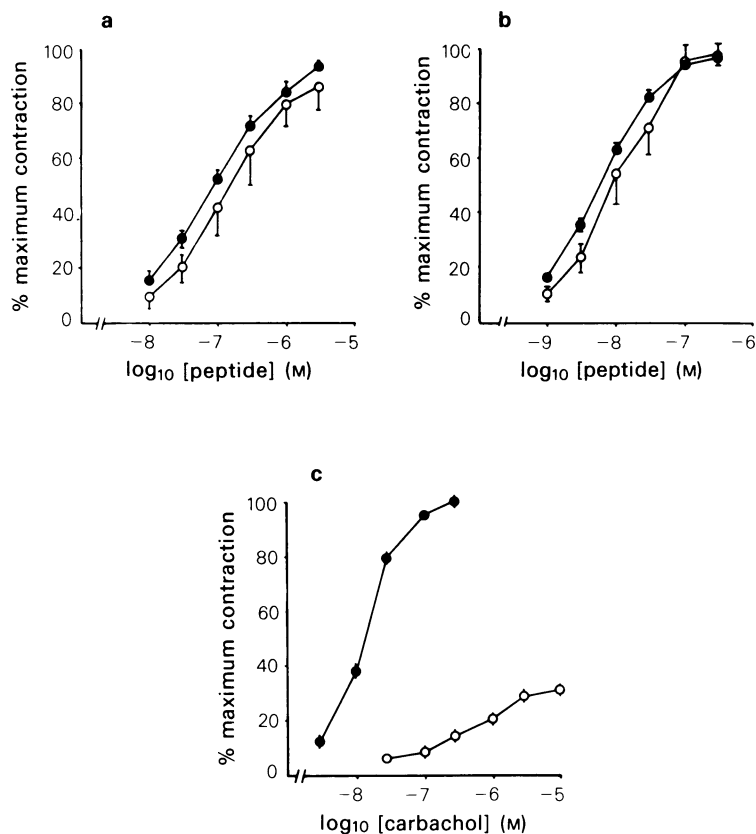 a
% maximum contraction
100
80
60
40
20
0
−8 −7 −6 −5
log₁₀ [peptide] (M)
b
% maximum contraction
100
80
60
40
20
0
−9 −8 −7 −6
log₁₀ [peptide] (M)
c
% maximum contraction
100
80
60
40
20
0
−8 −7 −6 −5
log₁₀ [carbachol] (M)